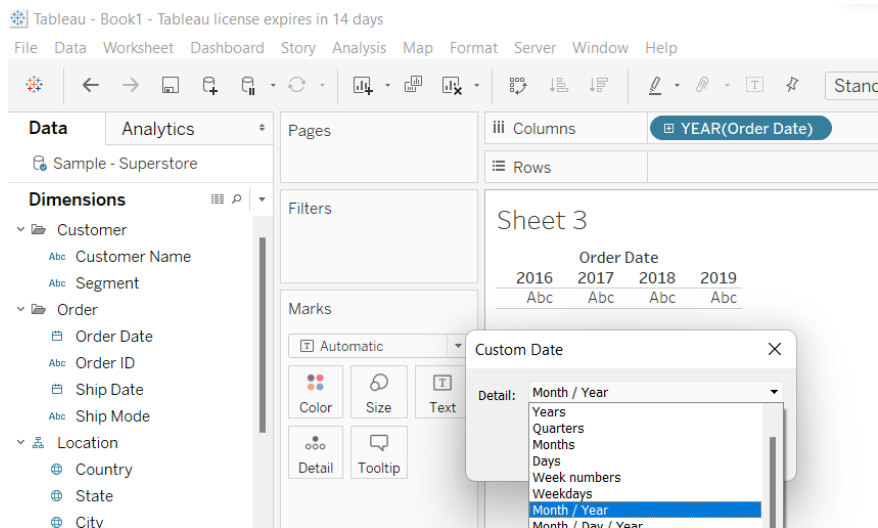 Tableau - Book1 - Tableau license expires in 14 days
File Data Worksheet Dashboard Story Analysis Map Format Server Window Help
Stand
Data
Analytics
Sample - Superstore
Dimensions
Customer
Abc Customer Name
Abc Segment
Order
Order Date
Abc Order ID
Ship Date
Abc Ship Mode
Location
Country
State
City
Pages
Filters
Marks
T Automatic
Color Size Text
Detail Tooltip
Columns
YEAR(Order Date)
Rows
Sheet 3
Order Date
2016 2017 2018 2019
Abc Abc Abc Abc
Custom Date
Detail: Month / Year
Years
Quarters
Months
Days
Week numbers
Weekdays
Month / Year
Month / Day / Year